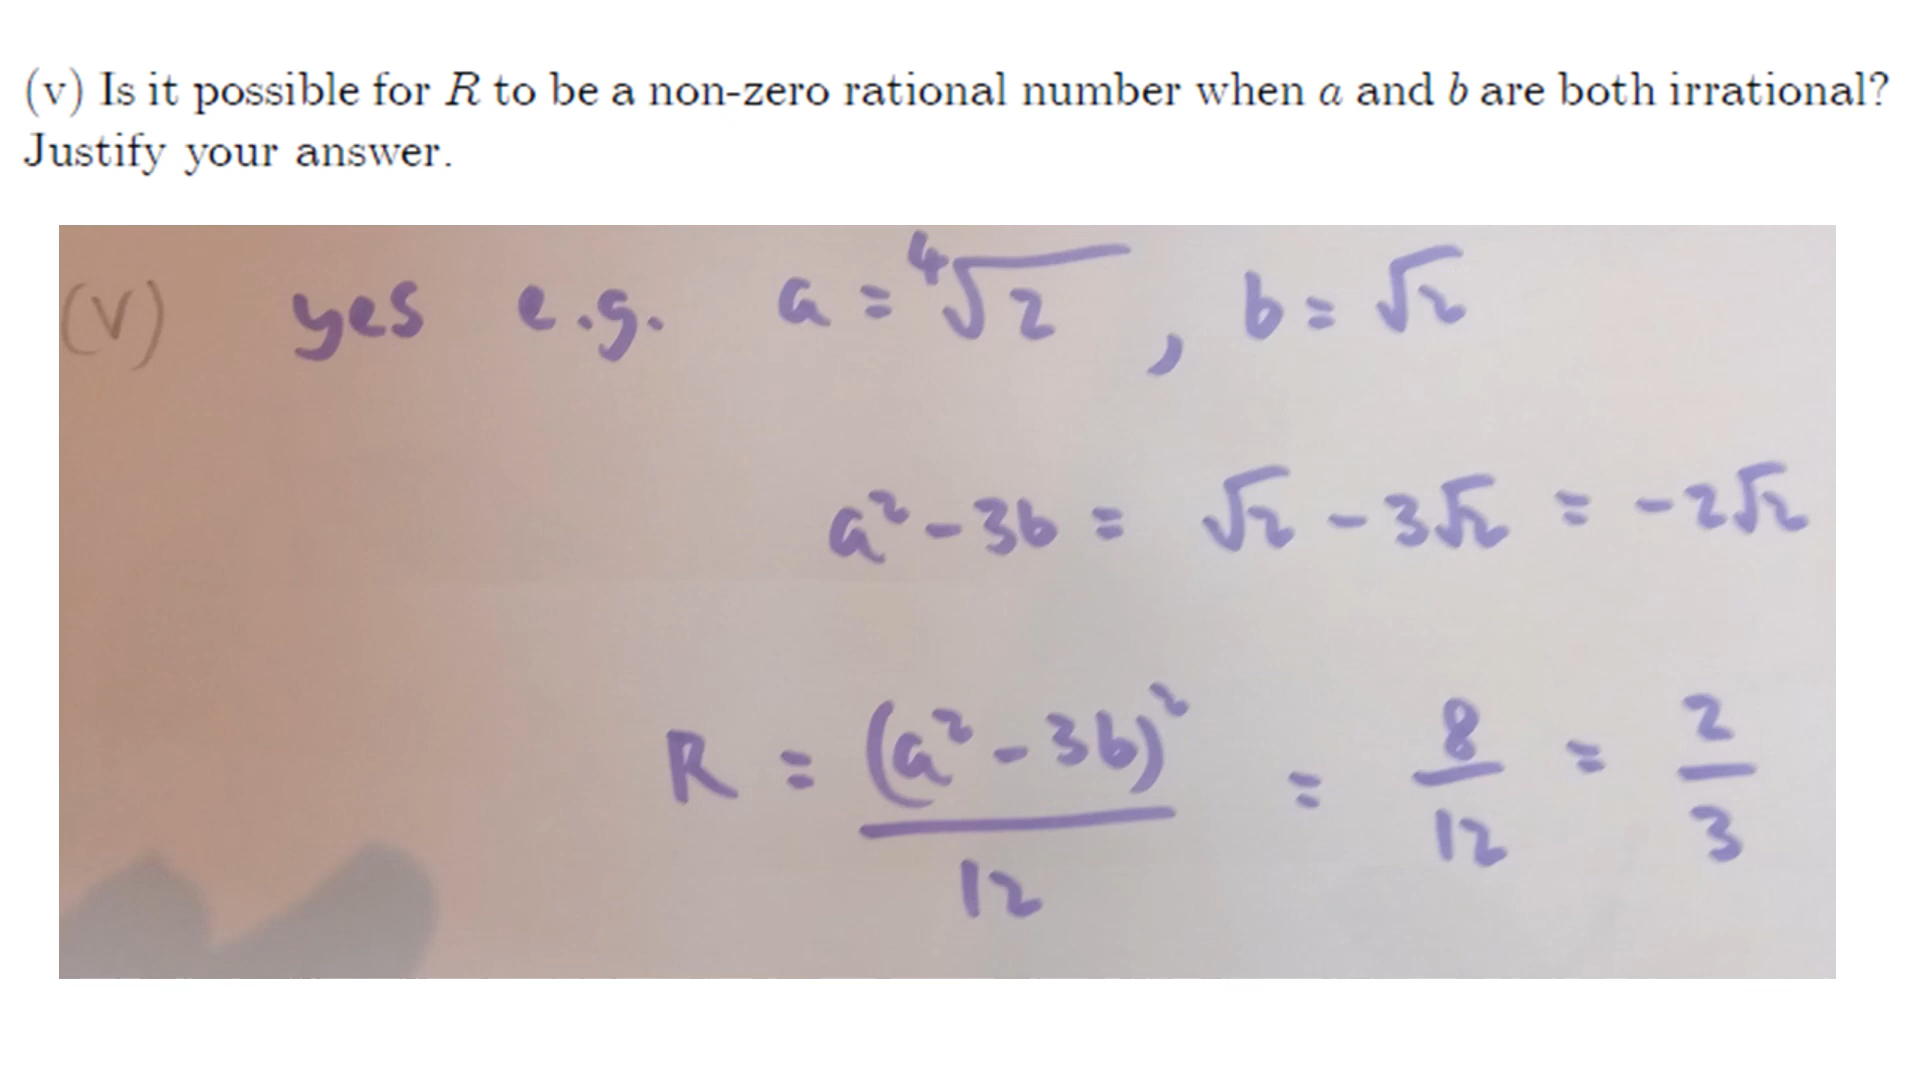 (v) Is it possible for R to be a non-zero rational number when a and b are both irrational?
Justify your answer.
(v) yes e.g. a = ∜2 , b = √2
a² - 3b = √2 - 3√2 = -2√2
R = (a² - 3b)²/12 = 8/12 = 2/3